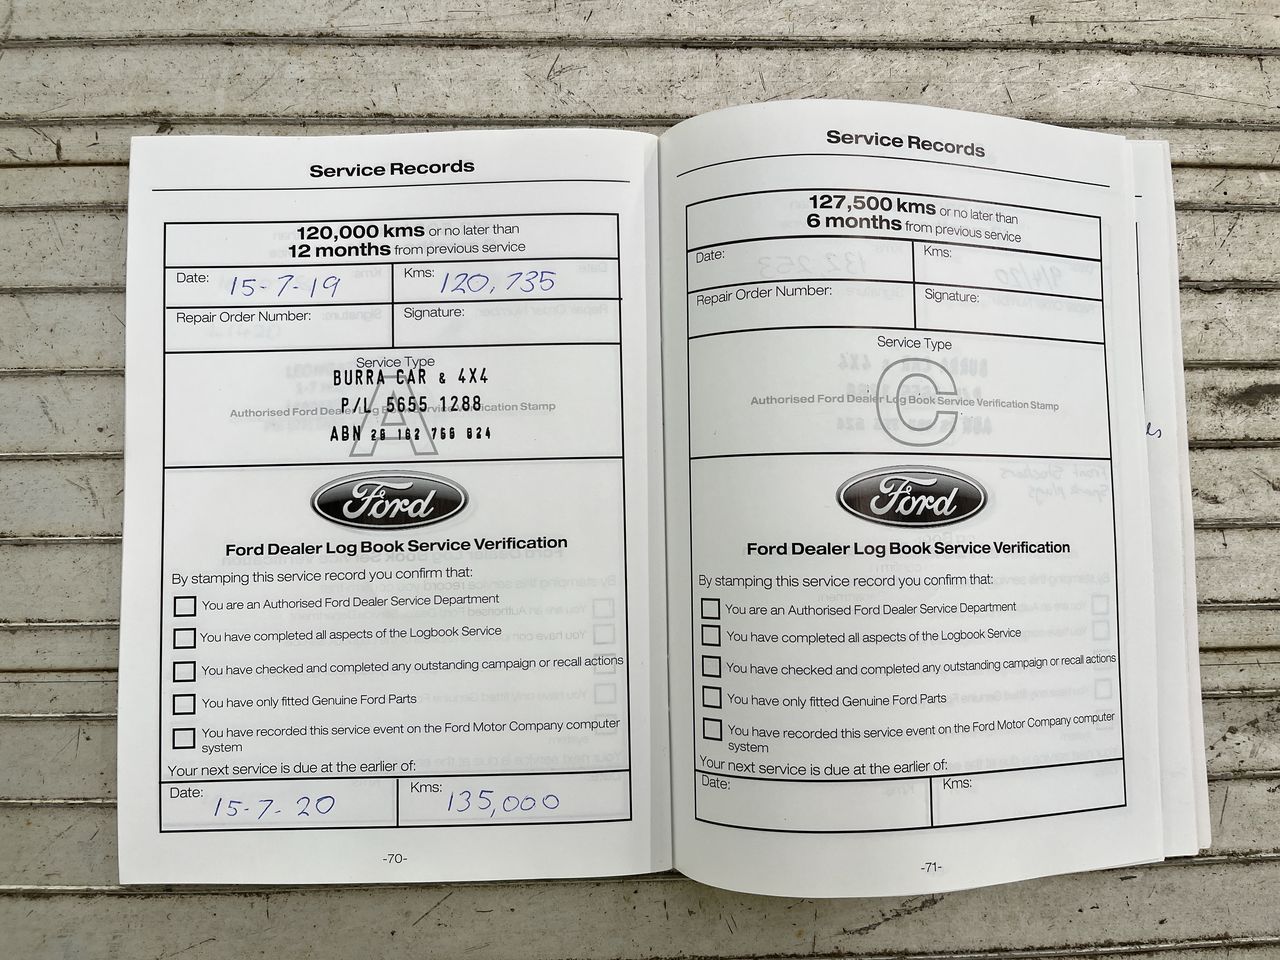 Service Records
120,000 kms or no later than
12 months from previous service
Date: 15-7-19 Kms: 120,735
Repair Order Number: Signature:
Service Type
A
BURRA CAR & 4X4
P/L 5655 1288
Authorised Ford Dealer Log Book Service Verification Stamp
ABN 26 162 766 624
Ford
Ford Dealer Log Book Service Verification
By stamping this service record you confirm that:
You are an Authorised Ford Dealer Service Department
You have completed all aspects of the Logbook Service
You have checked and completed any outstanding campaign or recall actions
You have only fitted Genuine Ford Parts
You have recorded this service event on the Ford Motor Company computer
system
Your next service is due at the earlier of:
Date: 15-7-20 Kms: 135,000
-70-
Service Records
127,500 kms or no later than
6 months from previous service
Date: Kms:
Repair Order Number: Signature:
Service Type
C
Authorised Ford Dealer Log Book Service Verification Stamp
Ford
Ford Dealer Log Book Service Verification
By stamping this service record you confirm that:
You are an Authorised Ford Dealer Service Department
You have completed all aspects of the Logbook Service
You have checked and completed any outstanding campaign or recall actions
You have only fitted Genuine Ford Parts
You have recorded this service event on the Ford Motor Company computer
system
Your next service is due at the earlier of:
Date: Kms:
-71-